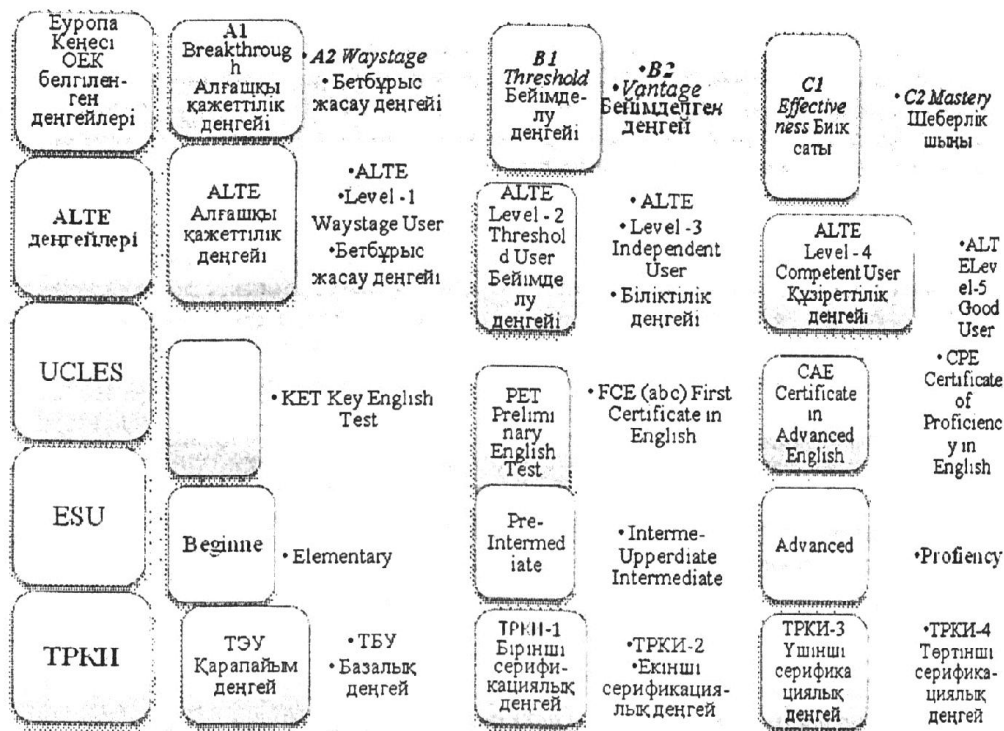 Еуропа
Кеңесі
ОЕК
белгілен-
ген
деңгейлері
A1
Breakthroug
h
Алғашқы
қажеттілік
деңгейі
•A2 Waystage
•Бетбұрыс
жасау деңгейі
B1
Threshold
Бейімде-
лу
деңгейі
•B2
•Vantage
Бейімделген
деңгей
C1
Effective
ness Биік
саты
•C2 Mastery
Шеберлік
шыңы
ALTE
деңгейлері
ALTE
Алғашқы
қажеттілік
деңгейі
•ALTE
•Level -1
Waystage User
•Бетбұрыс
жасау деңгейі
ALTE
Level - 2
Threshol
d User
Бейімде
лу
деңгейі
•ALTE
•Level -3
Independent
User
•Біліктілік
деңгейі
ALTE
Level -4
Competent User
Құзіреттілік
деңгейі
•ALT
ELev
el-5
Good
User
UCLES
•KET Key English
Test
PET
Prelimi
nary
English
Test
•FCE (abc) First
Certificate in
English
CAE
Certificate
in
Advanced
English
•CPE
Certificate
of
Proficienc
y in
English
ESU
Beginne
•Elementary
Pre-
Intermed
iate
•Interme-
Upperdiate
Intermediate
Advanced
•Profiency
ТРКИ
ТЭУ
Қарапайым
деңгей
•ТБУ
•Базалық
деңгей
ТРКИ-1
Бірінші
серифи-
кациялық
деңгей
•ТРКИ-2
•Екінші
серификация-
лық деңгей
ТРКИ-3
Үшінші
серифика
циялық
деңгей
•ТРКИ-4
Төртінші
серифика-
циялық
деңгей